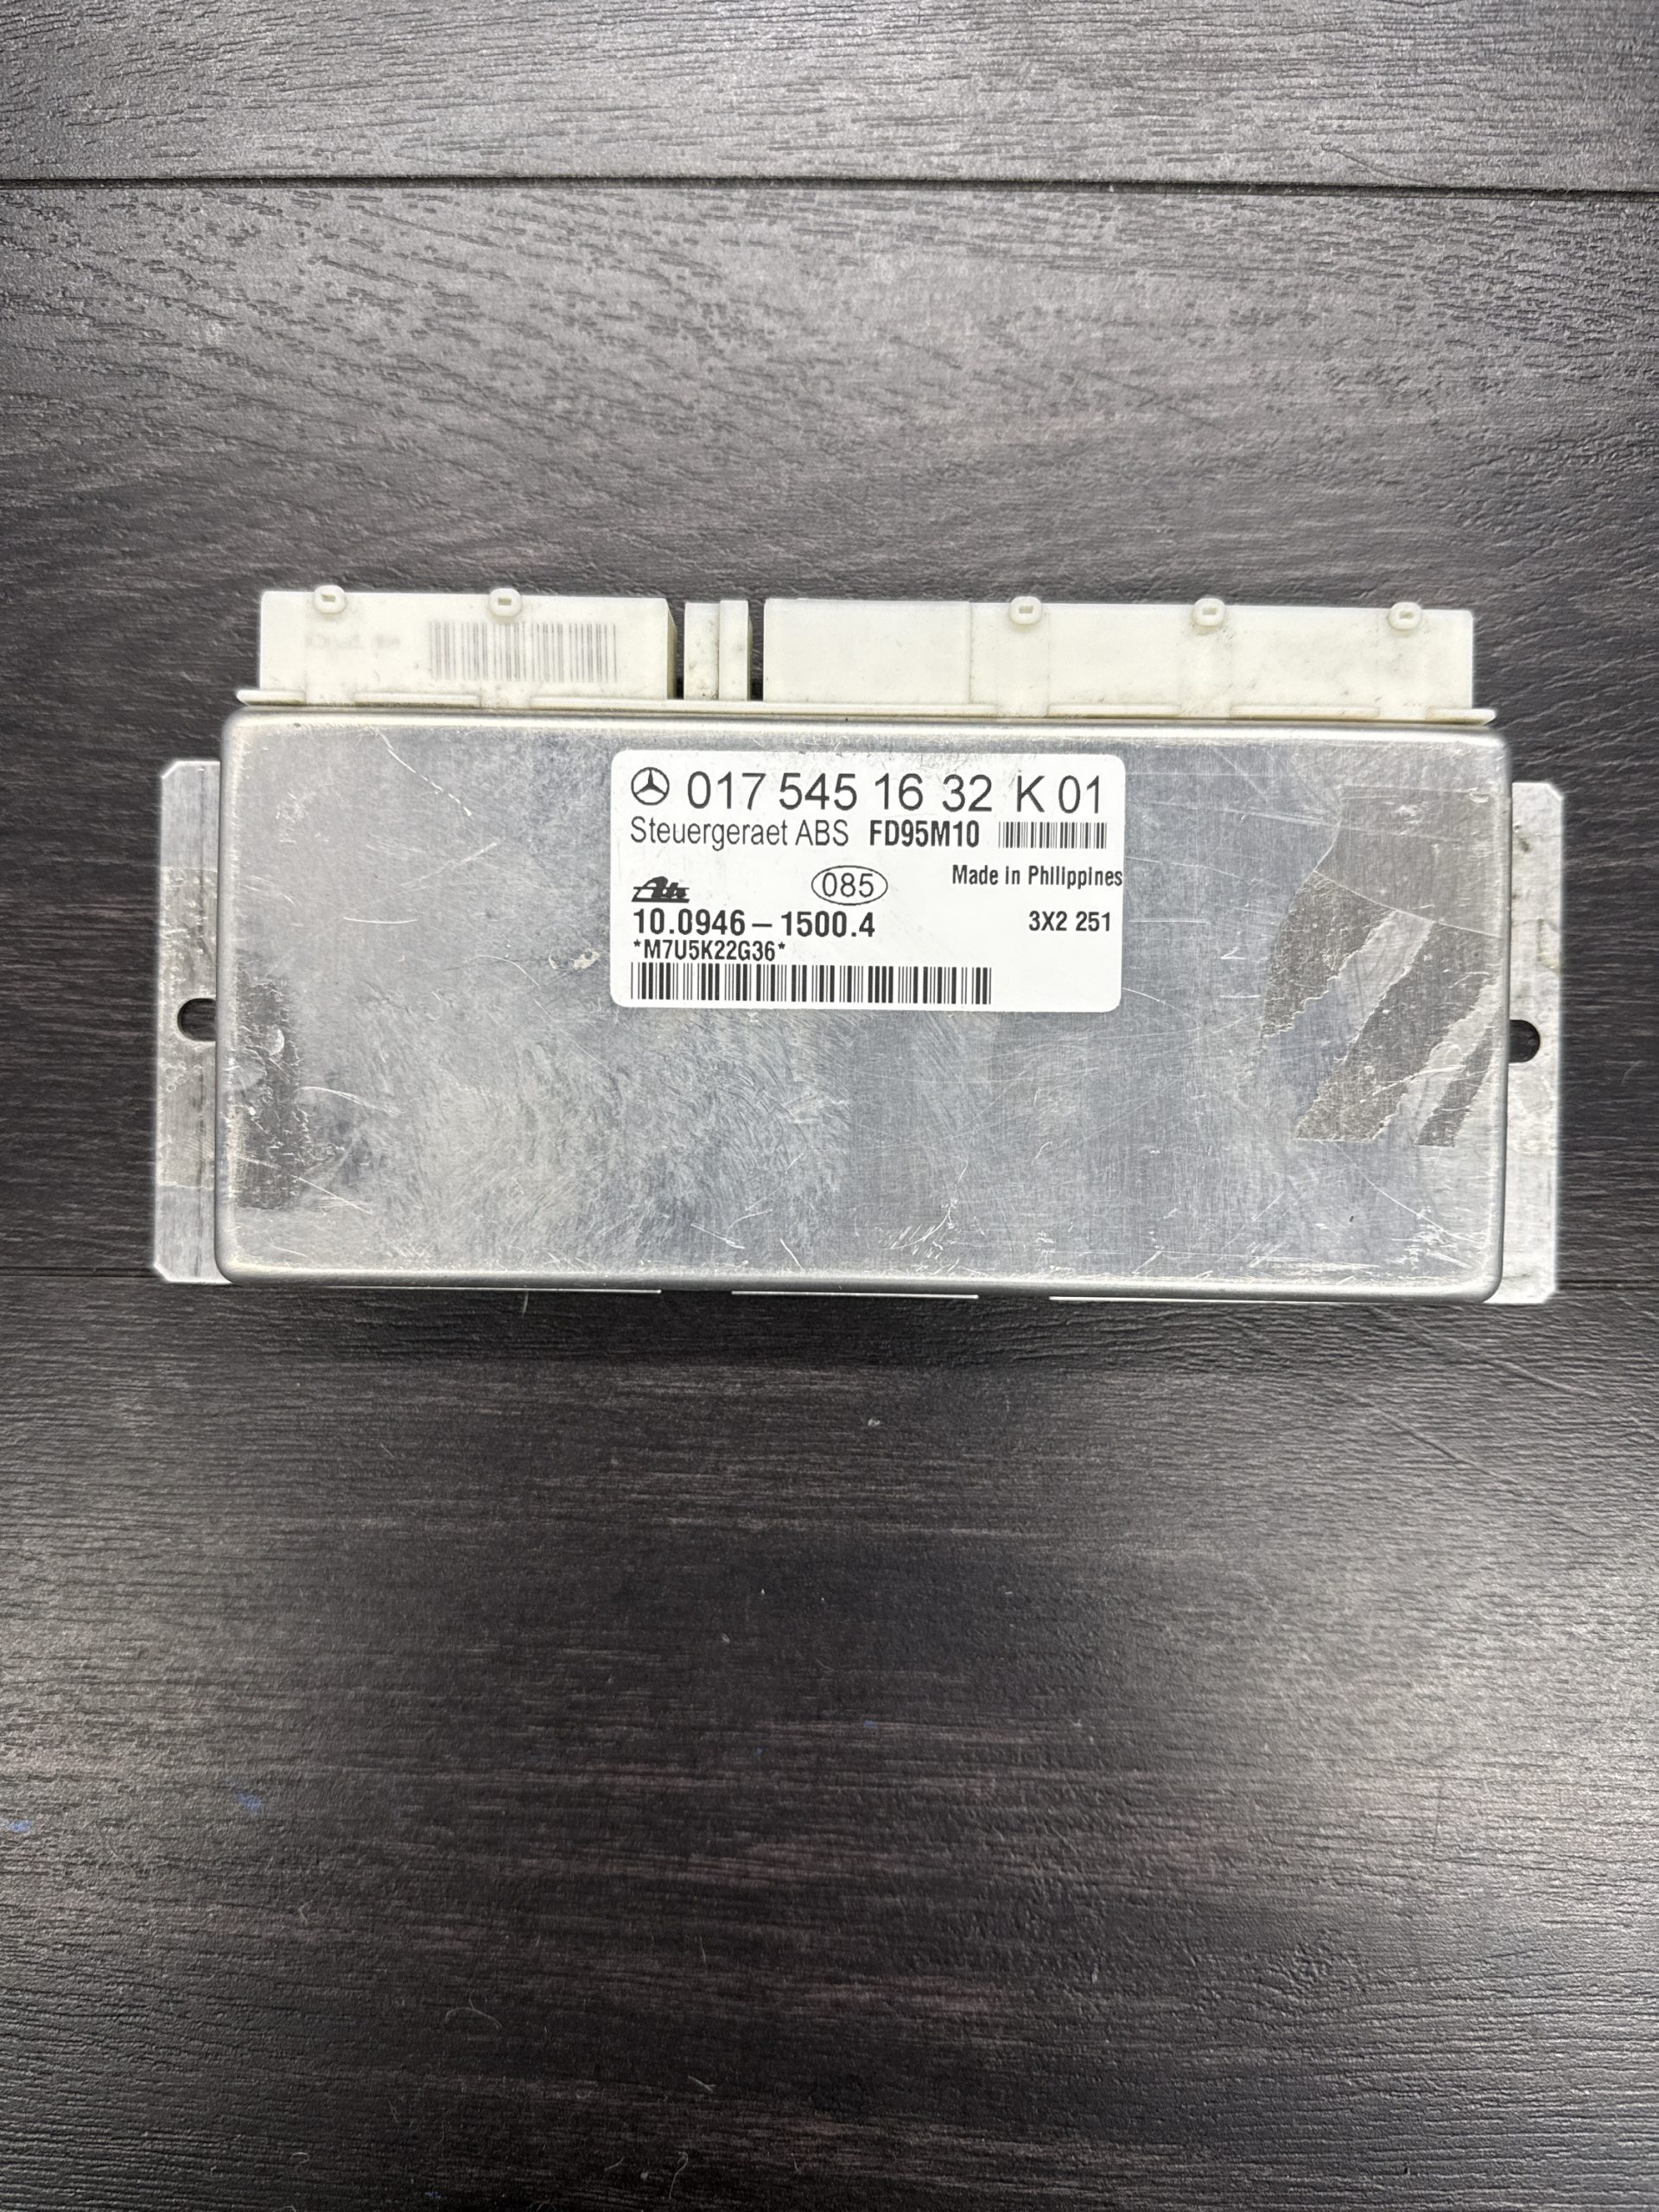 017 545 16 32 K 01
Steuergeraet ABS FD95M10
Made in Philippines
Ate 085
10.0946-1500.4 3X2 251
*M7U5K22G36*